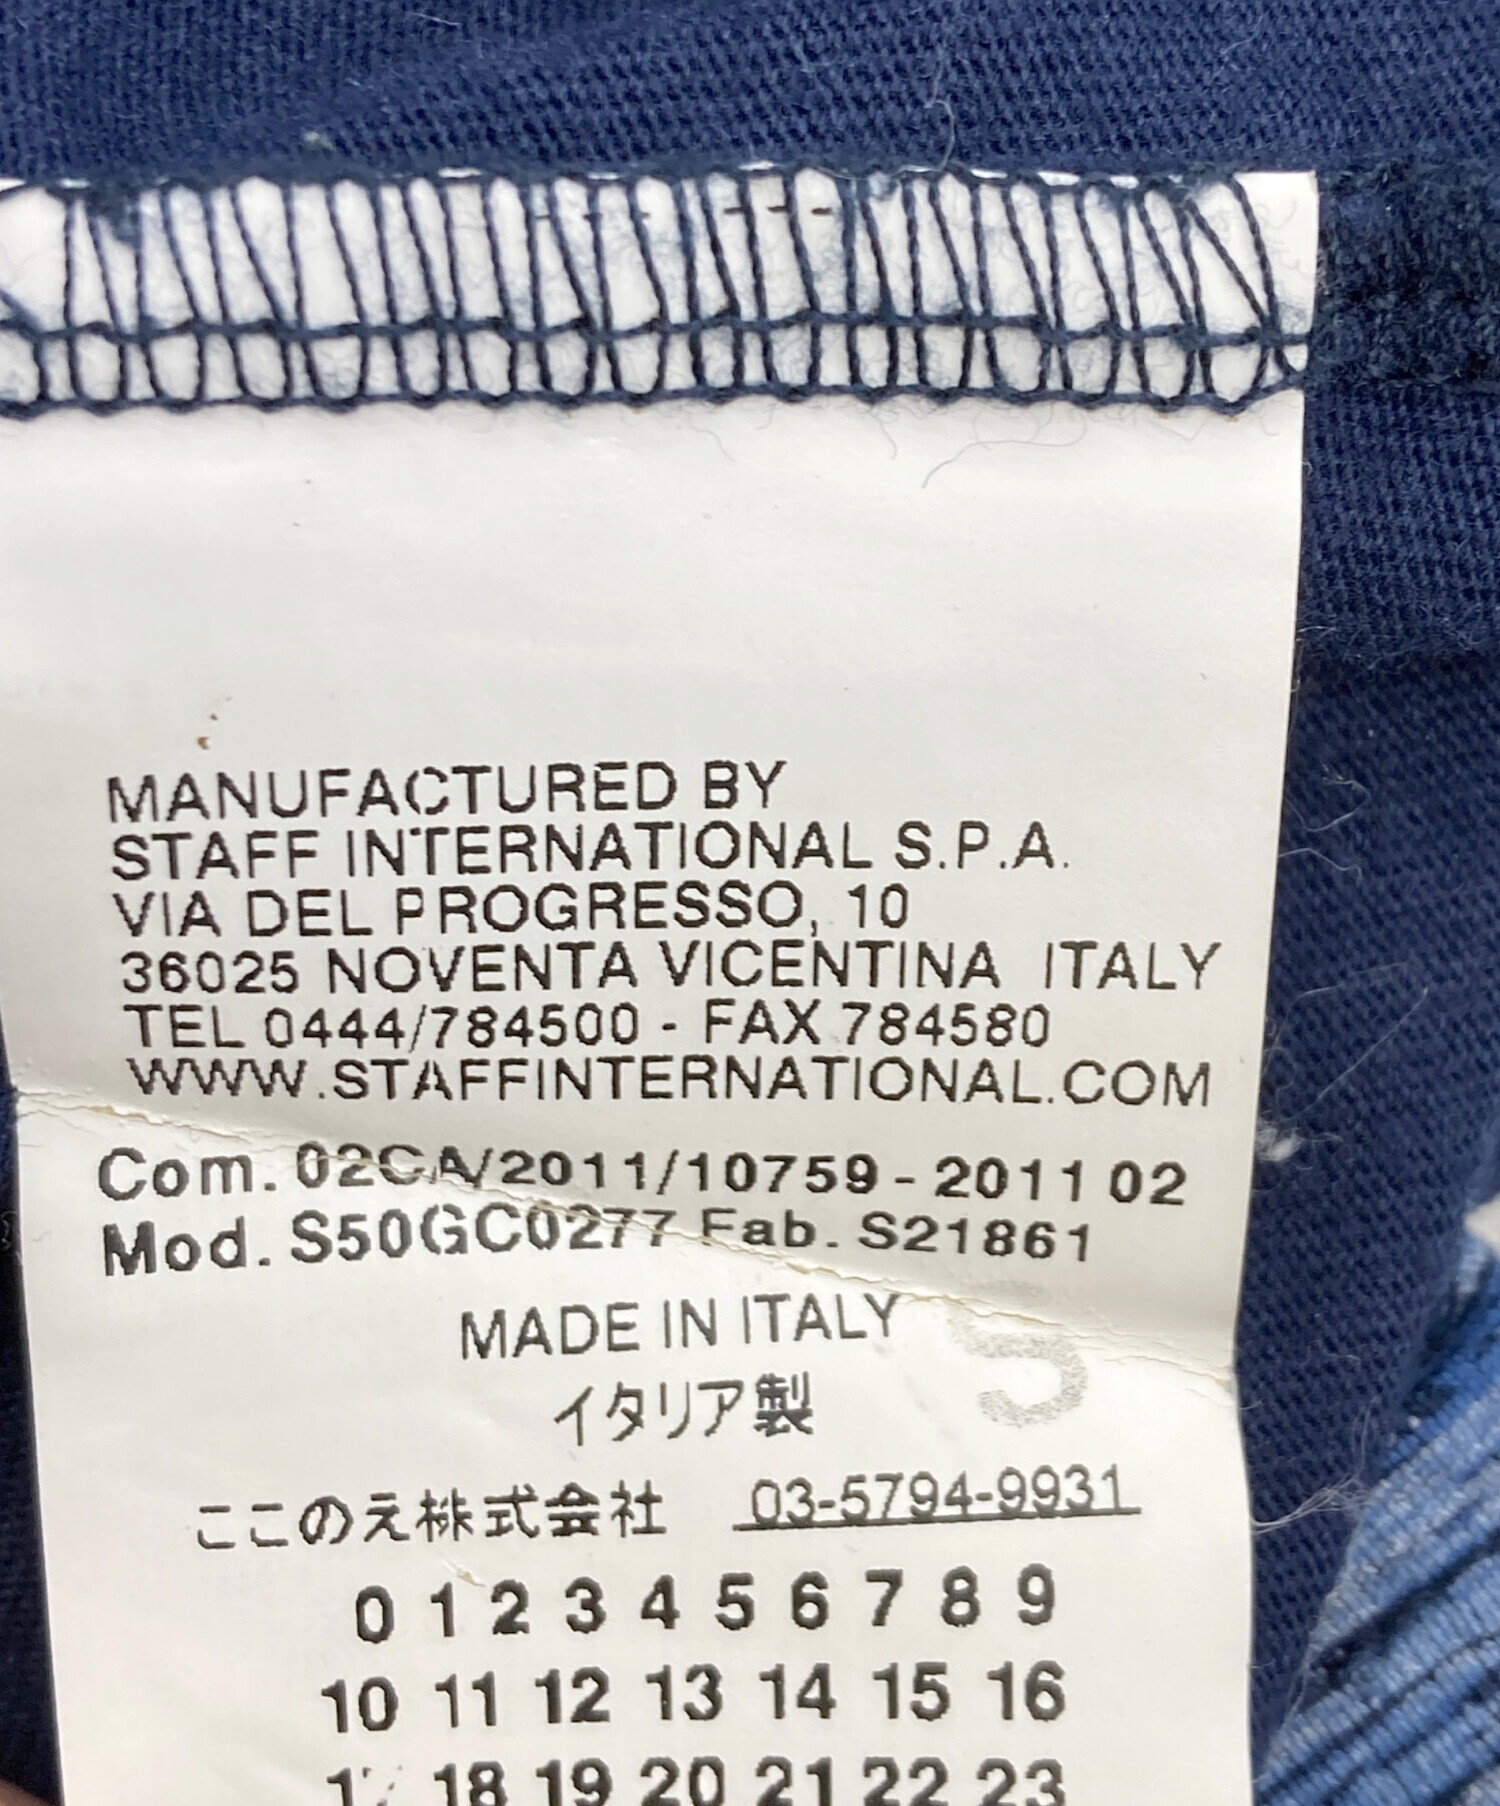 MANUFACTURED BY
STAFF INTERNATIONAL S.P.A.
VIA DEL PROGRESSO, 10
36025 NOVENTA VICENTINA ITALY
TEL 0444/784500 - FAX 784580
WWW.STAFFINTERNATIONAL.COM
Com. 02CA/2011/10759 - 2011 02
Mod. S50GC0277 Fab. S21861
MADE IN ITALY
イタリア製
ここのえ株式会社 03-5794-9931
0 1 2 3 4 5 6 7 8 9
10 11 12 13 14 15 16
18 19 20 21 22 23